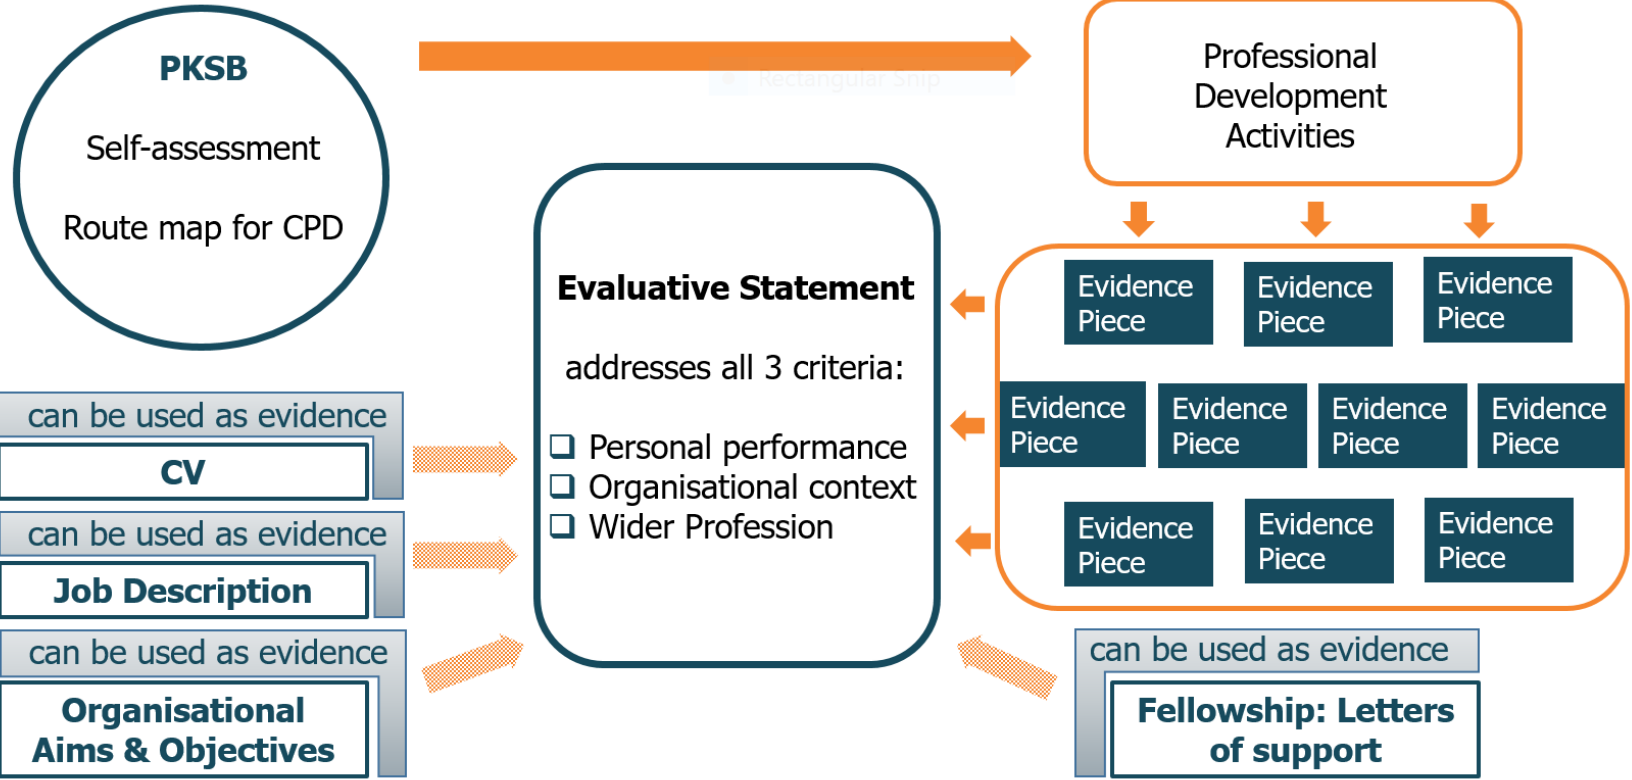 PKSB
Self-assessment
Route map for CPD
Rectangular Snip
Professional
Development
Activities
Evaluative Statement
addresses all 3 criteria:
Personal performance
Organisational context
Wider Profession
Evidence
Piece
Evidence
Piece
Evidence
Piece
Evidence
Piece
Evidence
Piece
Evidence
Piece
Evidence
Piece
Evidence
Piece
Evidence
Piece
Evidence
Piece
can be used as evidence
CV
can be used as evidence
Job Description
can be used as evidence
Organisational
Aims & Objectives
can be used as evidence
Fellowship: Letters
of support